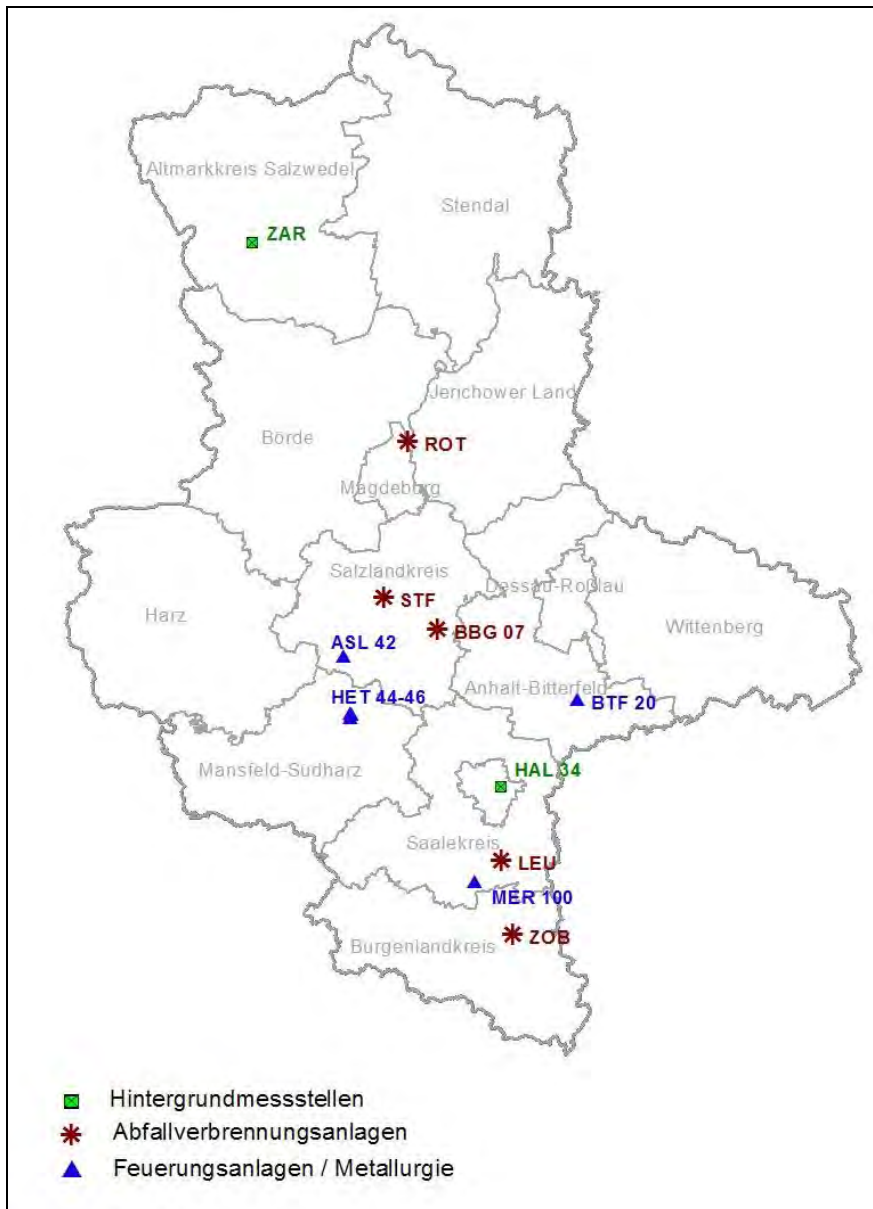 Altmarkkreis Salzwedel
Stendal
ZAR
Jerichower Land
Börde
ROT
Magdeburg
Salzlandkreis
Dessau-Roßlau
STF
Harz
BBG 07
Wittenberg
ASL 42
Anhalt-Bitterfeld
HET 44-46
BTF 20
Mansfeld-Südharz
HAL 34
Saalekreis
LEU
MER 100
ZOB
Burgenlandkreis
Hintergrundmessstellen
Abfallverbrennungsanlagen
Feuerungsanlagen / Metallurgie